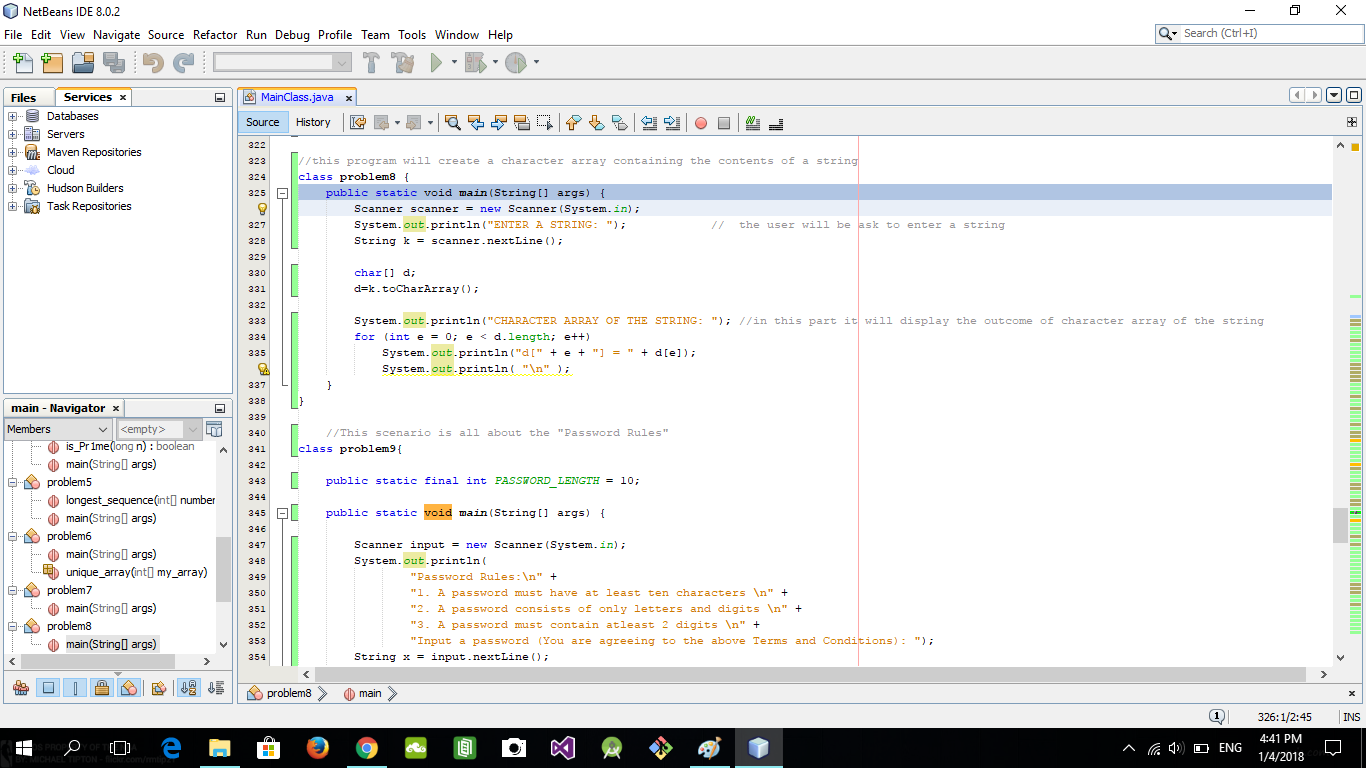 NetBeans IDE 8.0.2
File Edit View Navigate Source Refactor Run Debug Profile Team Tools Window Help
Search (Ctrl+I)
Files Services
Databases
Servers
Maven Repositories
Cloud
Hudson Builders
Task Repositories
main - Navigator
Members <empty>
is_Pr1me(long n) : boolean
main(String[] args)
problem5
longest_sequence(int[] number
main(String[] args)
problem6
main(String[] args)
unique_array(int[] my_array)
problem7
main(String[] args)
problem8
main(String[] args)
MainClass.java
Source History
322
323 //this program will create a character array containing the contents of a string
324 class problem8 {
325 public static void main(String[] args) {
Scanner scanner = new Scanner(System.in);
327 System.out.println("ENTER A STRING: "); // the user will be ask to enter a string
328 String k = scanner.nextLine();
329
330 char[] d;
331 d=k.toCharArray();
332
333 System.out.println("CHARACTER ARRAY OF THE STRING: "); //in this part it will display the outcome of character array of the string
334 for (int e = 0; e < d.length; e++)
335 System.out.println("d[" + e + "] = " + d[e]);
System.out.println( "\n" );
337 }
338 }
339
340 //This scenario is all about the "Password Rules"
341 class problem9{
342
343 public static final int PASSWORD_LENGTH = 10;
344
345 public static void main(String[] args) {
346
347 Scanner input = new Scanner(System.in);
348 System.out.println(
349 "Password Rules:\n" +
350 "1. A password must have at least ten characters \n" +
351 "2. A password consists of only letters and digits \n" +
352 "3. A password must contain atleast 2 digits \n" +
353 "Input a password (You are agreeing to the above Terms and Conditions): ");
354 String x = input.nextLine();
problem8 main
1 326:1/2:45 INS
ENG
4:41 PM
1/4/2018